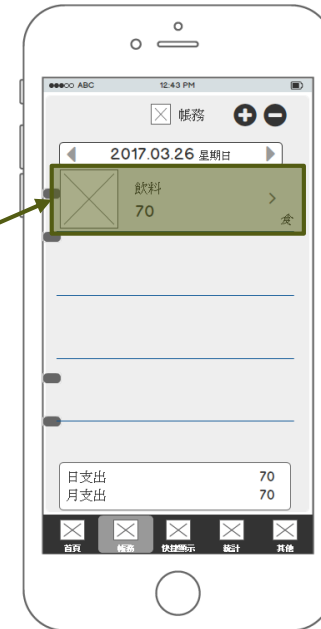 ABC 12:43 PM
帳務
2017.03.26 星期日
飲料
70
食
日支出 70
月支出 70
首頁 帳務 快捷顯示 統計 其他